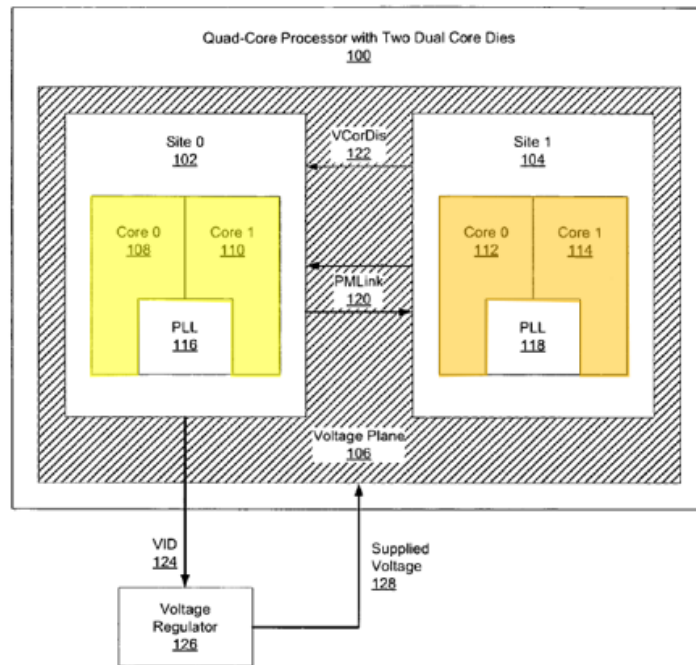 Quad-Core Processor with Two Dual Core Dies
100
Site 0
102
VCorDis
122
Site 1
104
Core 0
108
Core 1
110
Core 0
112
Core 1
114
PMLink
120
PLL
116
PLL
118
Voltage Plane
106
VID
124
Supplied
Voltage
128
Voltage
Regulator
126